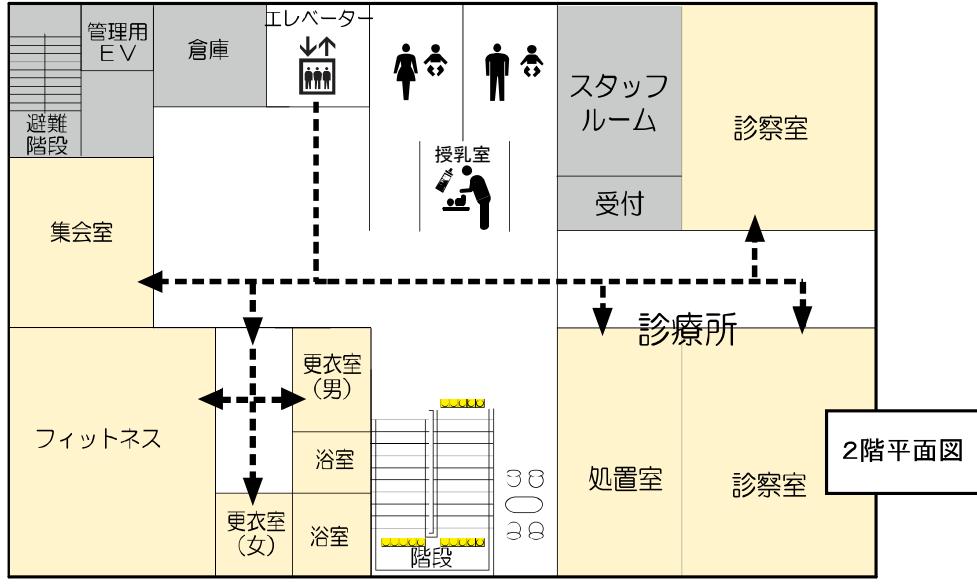 エレベーター
管理用
EV
倉庫
避難
階段
スタッフ
ルーム
診察室
授乳室
受付
集会室
診療所
更衣室
(男)
フィットネス
浴室
処置室
診察室
2階平面図
更衣室
(女)
浴室
階段